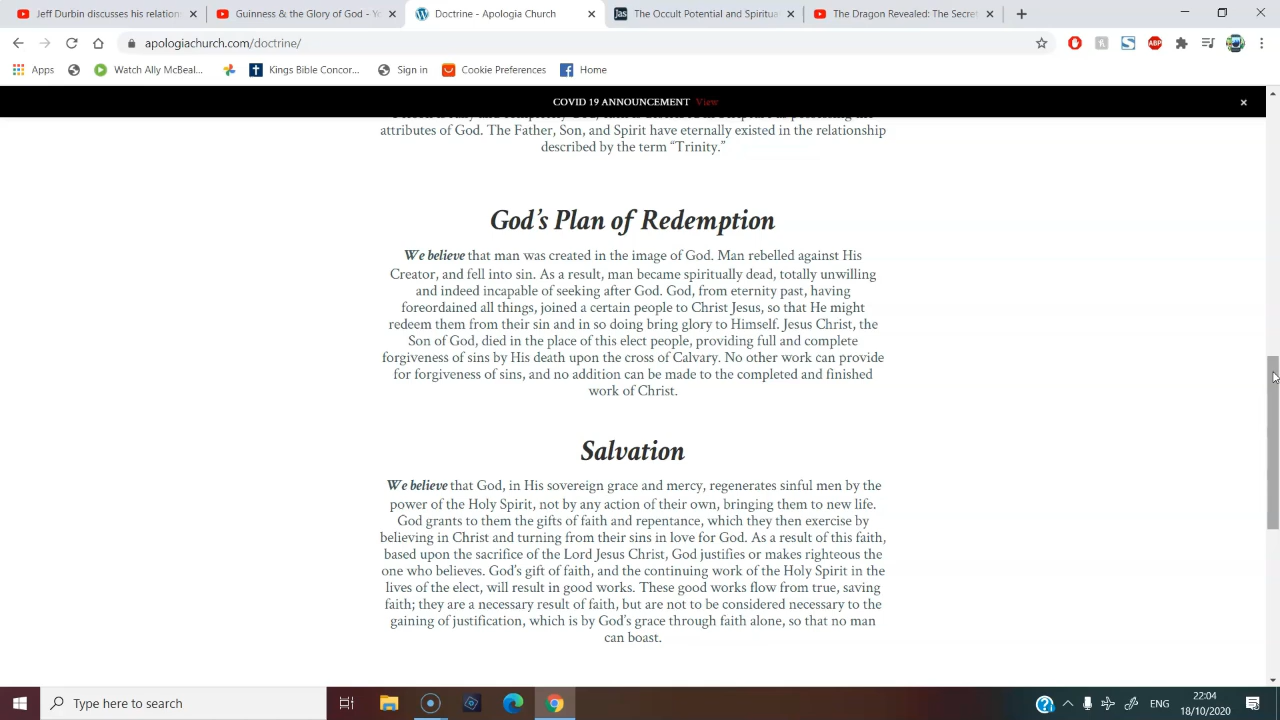 Jeff Durbin discusses his relation
Guinness & the Glory of God - Yo
Doctrine - Apologia Church
The Occult Potential and Spiritua
The Dragon Revealed: The Secret
apologiachurch.com/doctrine/
Apps
Watch Ally McBeal...
Kings Bible Concor...
Sign in
Cookie Preferences
Home
COVID 19 ANNOUNCEMENT View
attributes of God. The Father, Son, and Spirit have eternally existed in the relationship
described by the term “Trinity.”
God’s Plan of Redemption
We believe that man was created in the image of God. Man rebelled against His
Creator, and fell into sin. As a result, man became spiritually dead, totally unwilling
and indeed incapable of seeking after God. God, from eternity past, having
foreordained all things, joined a certain people to Christ Jesus, so that He might
redeem them from their sin and in so doing bring glory to Himself. Jesus Christ, the
Son of God, died in the place of this elect people, providing full and complete
forgiveness of sins by His death upon the cross of Calvary. No other work can provide
for forgiveness of sins, and no addition can be made to the completed and finished
work of Christ.
Salvation
We believe that God, in His sovereign grace and mercy, regenerates sinful men by the
power of the Holy Spirit, not by any action of their own, bringing them to new life.
God grants to them the gifts of faith and repentance, which they then exercise by
believing in Christ and turning from their sins in love for God. As a result of this faith,
based upon the sacrifice of the Lord Jesus Christ, God justifies or makes righteous the
one who believes. God’s gift of faith, and the continuing work of the Holy Spirit in the
lives of the elect, will result in good works. These good works flow from true, saving
faith; they are a necessary result of faith, but are not to be considered necessary to the
gaining of justification, which is by God’s grace through faith alone, so that no man
can boast.
Type here to search
ENG
22:04
18/10/2020